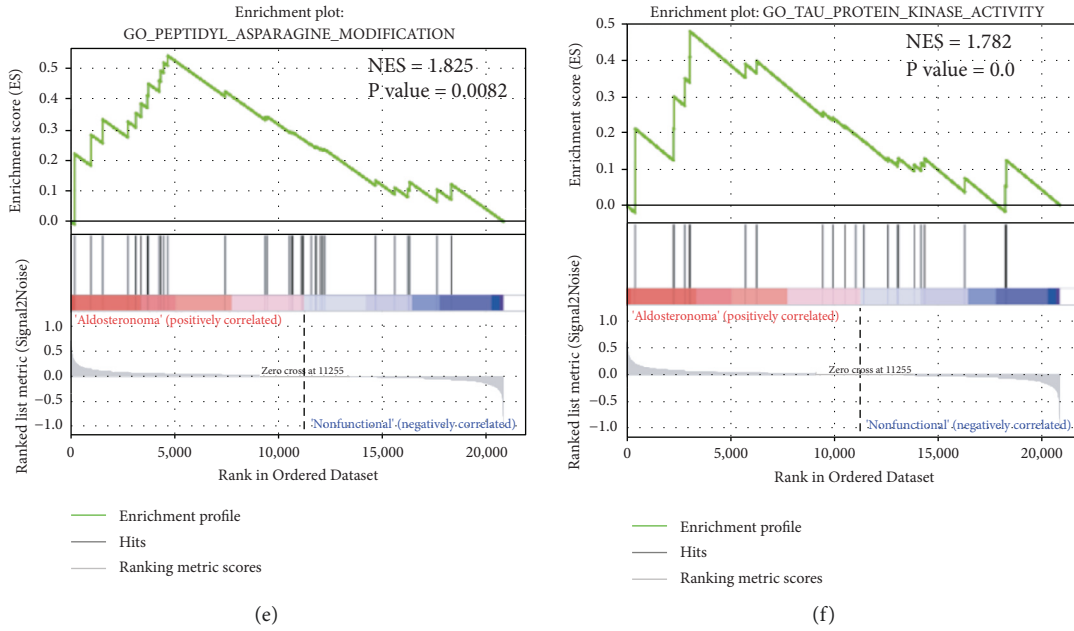 Enrichment plot:
GO_PEPTIDYL_ASPARAGINE_MODIFICATION
NES = 1.825
P value = 0.0082
Enrichment score (ES)
0.5
0.4
0.3
0.2
0.1
0.0
'Aldosteronoma' (positively correlated)
Ranked list metric (Signal2Noise)
1.0
0.5
0.0
−0.5
−1.0
Zero cross at 11255
'Nonfunctional' (negatively correlated)
0
5,000
10,000
15,000
20,000
Rank in Ordered Dataset
Enrichment profile
Hits
Ranking metric scores
(e)
Enrichment plot: GO_TAU_PROTEIN_KINASE_ACTIVITY
NES = 1.782
P value = 0.0
Enrichment score (ES)
0.5
0.4
0.3
0.2
0.1
0.0
'Aldosteronoma' (positively correlated)
Ranked list metric (Signal2Noise)
1.0
0.5
0.0
−0.5
−1.0
Zero cross at 11255
'Nonfunctional' (negatively correlated)
0
5,000
10,000
15,000
20,000
Rank in Ordered Dataset
Enrichment profile
Hits
Ranking metric scores
(f)